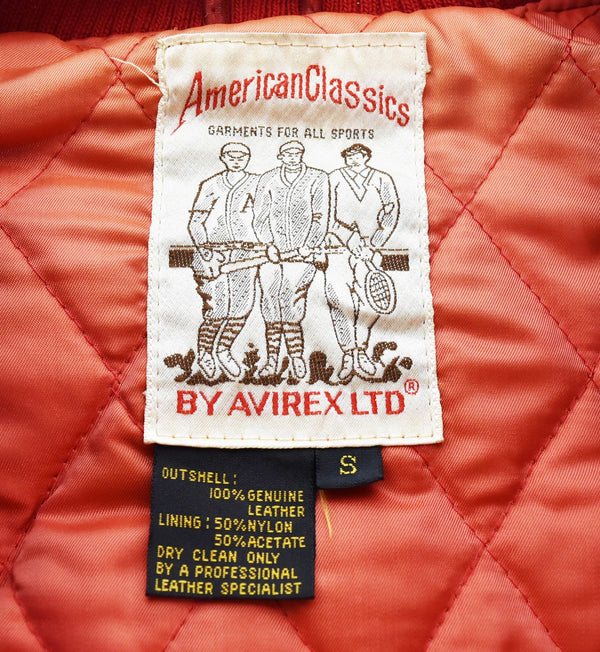 AmericanClassics
GARMENTS FOR ALL SPORTS
A
BY AVIREX LTD®
S
OUTSHELL:
100% GENUINE
LEATHER
LINING: 50% NYLON
50% ACETATE
DRY CLEAN ONLY
BY A PROFESSIONAL
LEATHER SPECIALIST